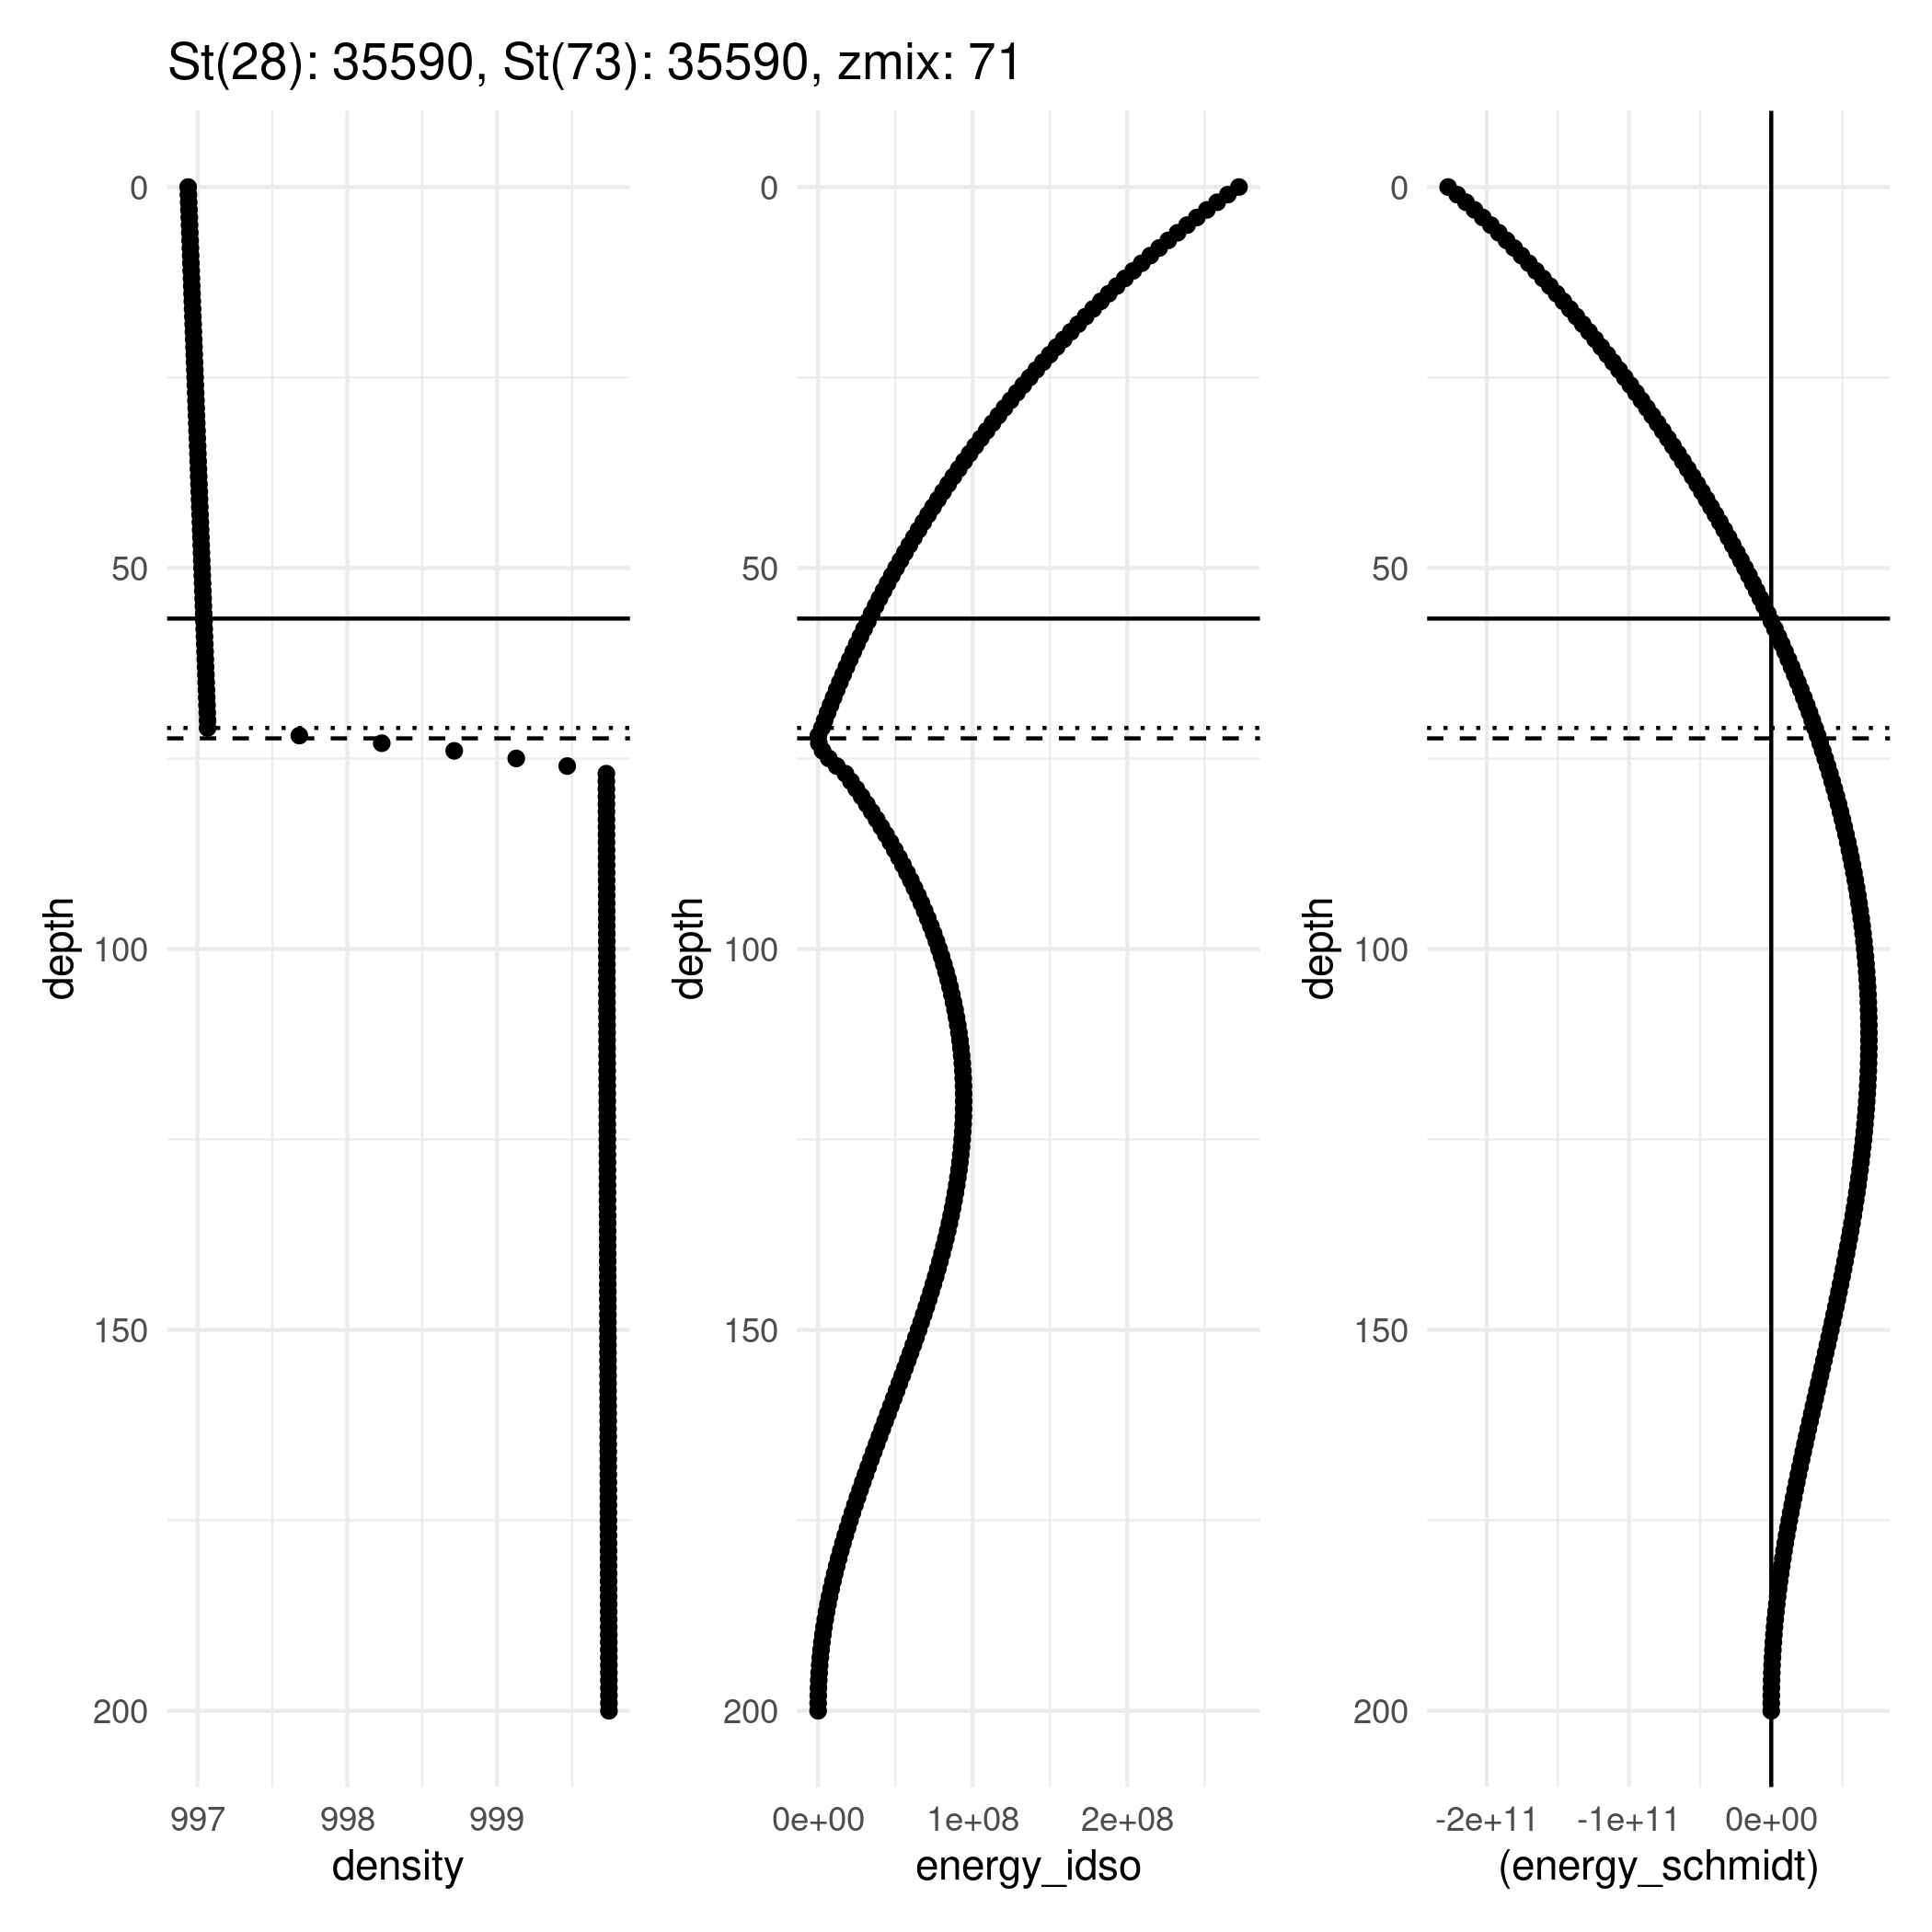 St(28): 35590, St(73): 35590, zmix: 71
0
50
100
150
200
depth
997
998
999
density
0
50
100
150
200
depth
0e+00
1e+08
2e+08
energy_idso
0
50
100
150
200
depth
-2e+11
-1e+11
0e+00
(energy_schmidt)